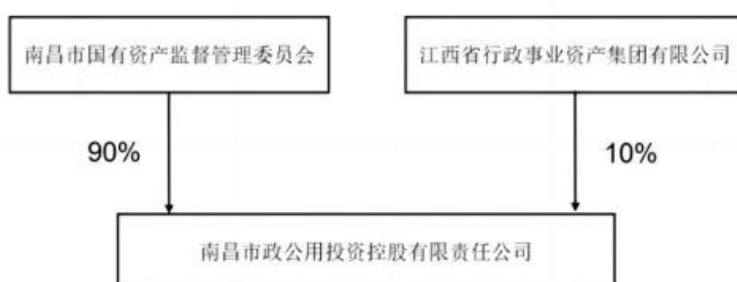 南昌市国有资产监督管理委员会
江西省行政事业资产集团有限公司
90%
10%
南昌市政公用投资控股有限责任公司